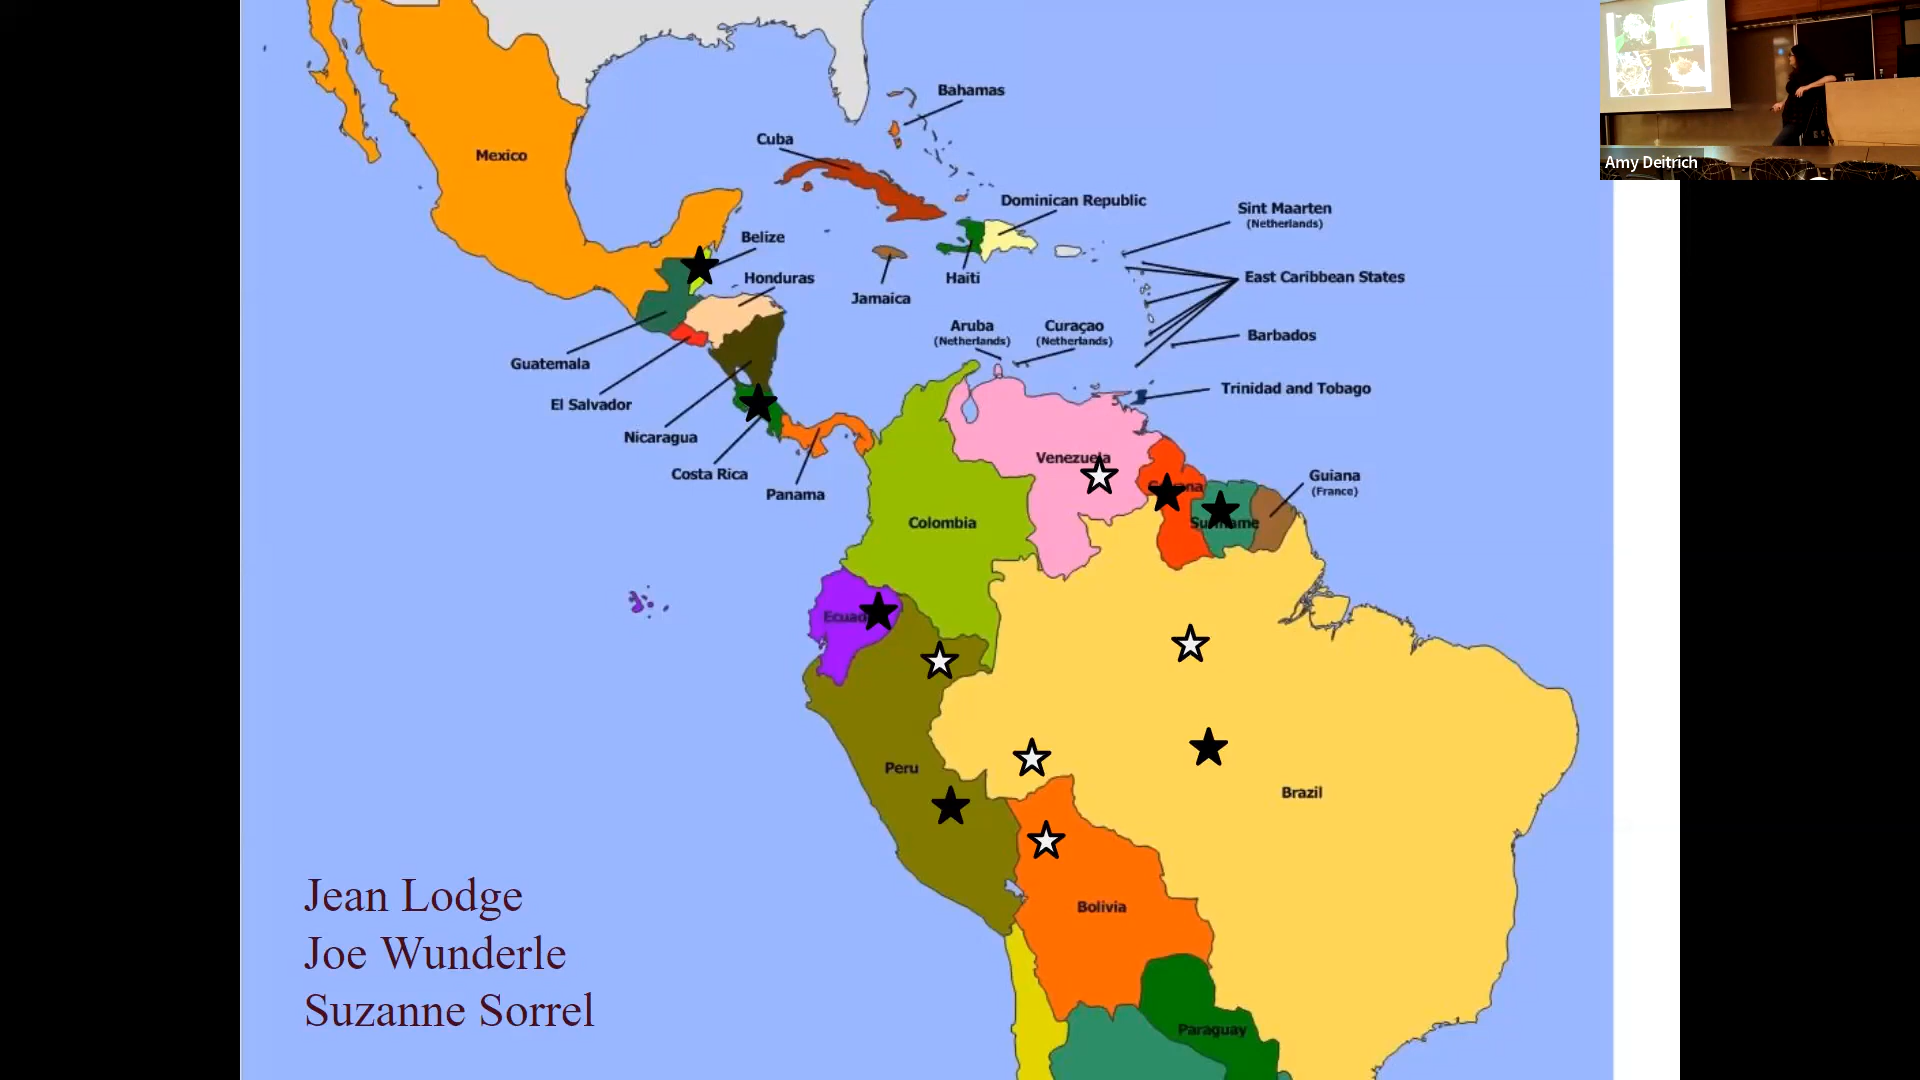 Bahamas
Cuba
Mexico
Dominican Republic
Sint Maarten
(Netherlands)
Belize
Honduras
Haiti
Jamaica
East Caribbean States
Aruba
(Netherlands)
Curaçao
(Netherlands)
Barbados
Guatemala
El Salvador
Trinidad and Tobago
Nicaragua
Costa Rica
Panama
Venezuela
Guiana
(France)
Colombia
Suriname
Peru
Brazil
Bolivia
Paraguay
Jean Lodge
Joe Wunderle
Suzanne Sorrel
Amy Deitrich